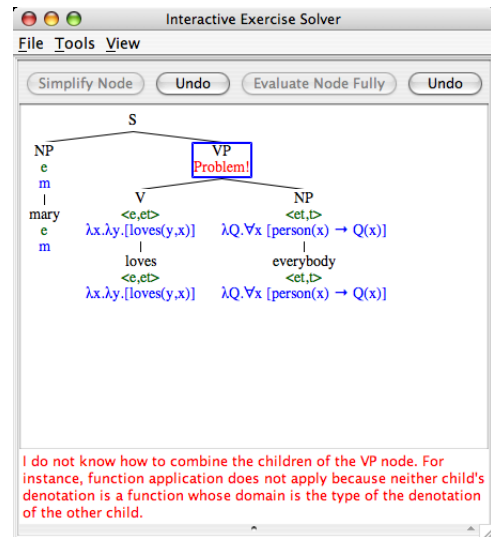 Interactive Exercise Solver
File Tools View
Simplify Node Undo Evaluate Node Fully Undo
S
NP VP
e Problem!
m
V NP
mary <e,et> <et,t>
e λx.λy.[loves(y,x)] λQ.∀x [person(x) → Q(x)]
m
loves everybody
<e,et> <et,t>
λx.λy.[loves(y,x)] λQ.∀x [person(x) → Q(x)]
I do not know how to combine the children of the VP node. For
instance, function application does not apply because neither child's
denotation is a function whose domain is the type of the denotation
of the other child.